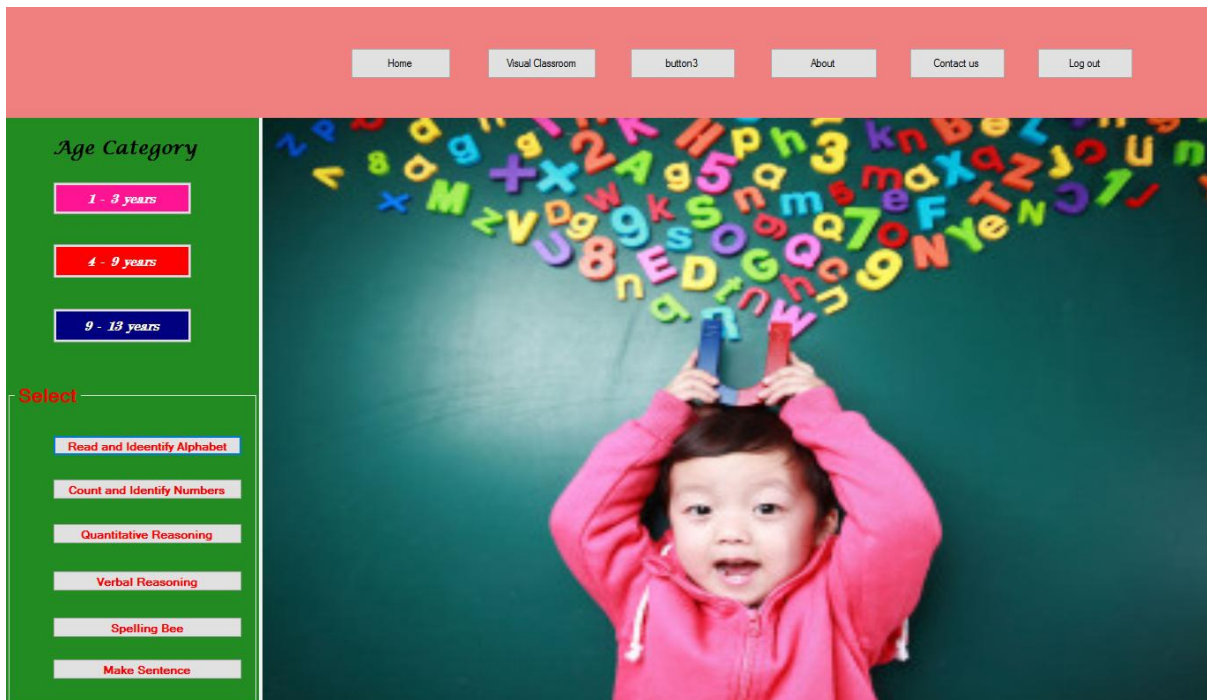 Home Visual Classroom button3 About Contact us Log out
Age Category
1 - 3 years
4 - 9 years
9 - 13 years
Select
Read and Ideentify Alphabet
Count and Identify Numbers
Quantitative Reasoning
Verbal Reasoning
Spelling Bee
Make Sentence